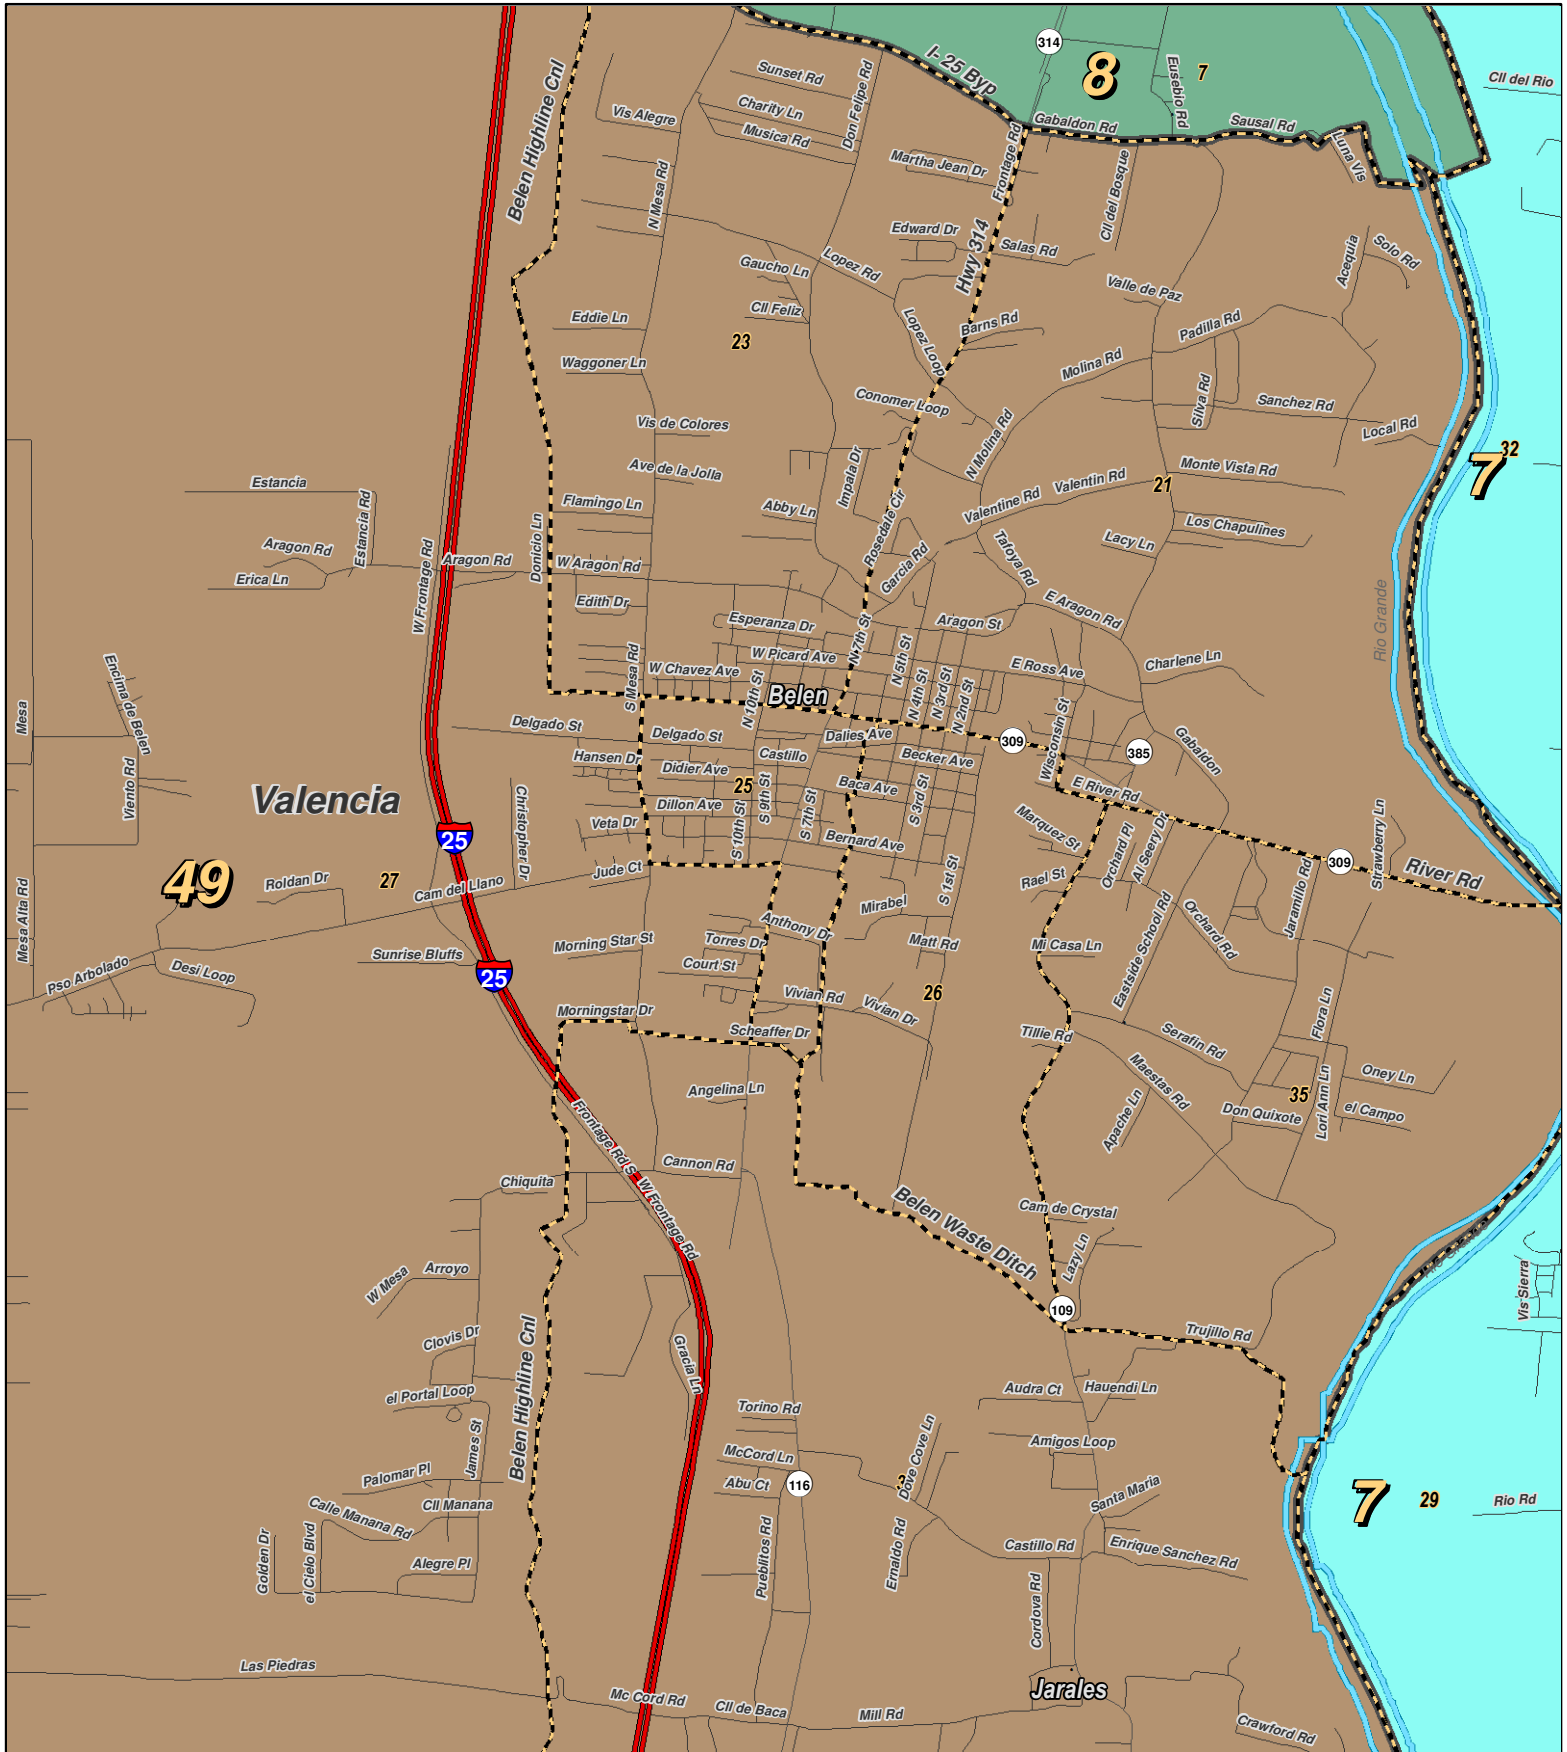 314
I- 25 Byp
8
7
Eusebio Rd
Cll del Rio
Sunset Rd
Don Felipe Rd
Belen Highline Cnl
Vis Alegre
Charity Ln
Musica Rd
Gabaldon Rd
Sausal Rd
Luna Vis
Martha Jean Dr
Frontage Rd
N Mesa Rd
Cll del Bosque
Edward Dr
Salas Rd
Hwy 314
Acequia
Solo Rd
Gaucho Ln
Lopez Rd
Valle de Paz
Cll Feliz
Eddie Ln
Lopez Loop
Barns Rd
Padilla Rd
23
Waggoner Ln
Molina Rd
Silva Rd
Conomer Loop
Sanchez Rd
Vis de Colores
N Molina Rd
Local Rd
32
7
Ave de la Jolla
Impala Dr
Monte Vista Rd
Valentin Rd
21
Estancia
Estancia Rd
Flamingo Ln
Abby Ln
Valentine Rd
Rosedale Cir
Los Chapulines
Lacy Ln
Aragon Rd
W Frontage Rd
Aragon Rd
Donicio Ln
W Aragon Rd
Garcia Rd
Tafoya Rd
Erica Ln
Edith Dr
E Aragon Rd
Rio Grande
Esperanza Dr
Aragon St
N 7th St
W Picard Ave
N 5th St
E Ross Ave
Charlene Ln
Encima de Belen
S Mesa Rd
W Chavez Ave
N 10th St
Belen
N 4th St
N 3rd St
N 2nd St
Mesa
Delgado St
Delgado St
Dalies Ave
309
Wisconsin St
385
Gabaldon
Hansen Dr
Didier Ave
Castillo
Becker Ave
Viento Rd
Valencia
Christopher Dr
25
S 9th St
Baca Ave
E River Rd
Dillon Ave
S 10th St
S 7th St
S 3rd St
25
Veta Dr
Bernard Ave
Marquez St
Orchard Pl
Al Seery Dr
Strawberry Ln
309
River Rd
49
Roldan Dr
27
Cam del Llano
Jude Ct
S 1st St
Rael St
Jaramillo Rd
Mesa Alta Rd
Mirabel
Eastside School Rd
Orchard Rd
Anthony Dr
Sunrise Bluffs
Morning Star St
Torres Dr
Matt Rd
Mi Casa Ln
Pso Arbolado
Desi Loop
25
Court St
26
Vivian Rd
Vivian Dr
Flora Ln
Morningstar Dr
Scheaffer Dr
Tillie Rd
Serafin Rd
Maestas Rd
Angelina Ln
Oney Ln
35
Frontage Rd S
Apache Ln
Don Quixote
Lori Ann Ln
el Campo
Cannon Rd
Chiquita
W Frontage Rd
Belen Waste Ditch
Cam de Crystal
Lazy Ln
W Mesa
Arroyo
Vis Sierra
109
Belen Highline Cnl
Clovis Dr
Trujillo Rd
Gracia Ln
el Portal Loop
Audra Ct
Hauendi Ln
Torino Rd
James St
Dove Cove Ln
Amigos Loop
McCord Ln
Palomar Pl
Abu Ct
116
Santa Maria
7
29
Rio Rd
Calle Manana Rd
Cll Manana
Golden Dr
el Cielo Blvd
Alegre Pl
Pueblitos Rd
Ernaldo Rd
Castillo Rd
Enrique Sanchez Rd
Cordova Rd
Las Piedras
Mc Cord Rd
Cll de Baca
Mill Rd
Jarales
Crawford Rd